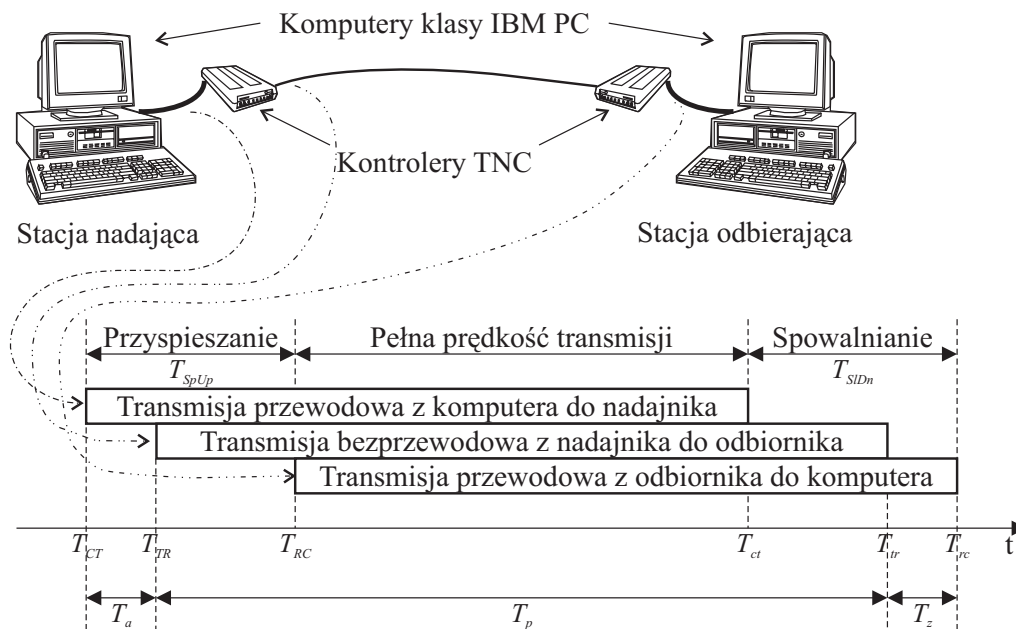 Komputery klasy IBM PC
Kontrolery TNC
Stacja nadająca
Stacja odbierająca
Przyspieszanie
Pełna prędkość transmisji
Spowalnianie
T_SpUp
T_SlDn
Transmisja przewodowa z komputera do nadajnika
Transmisja bezprzewodowa z nadajnika do odbiornika
Transmisja przewodowa z odbiornika do komputera
T_CT T_TR T_RC T_ct T_tr T_rc t
T_a T_p T_z